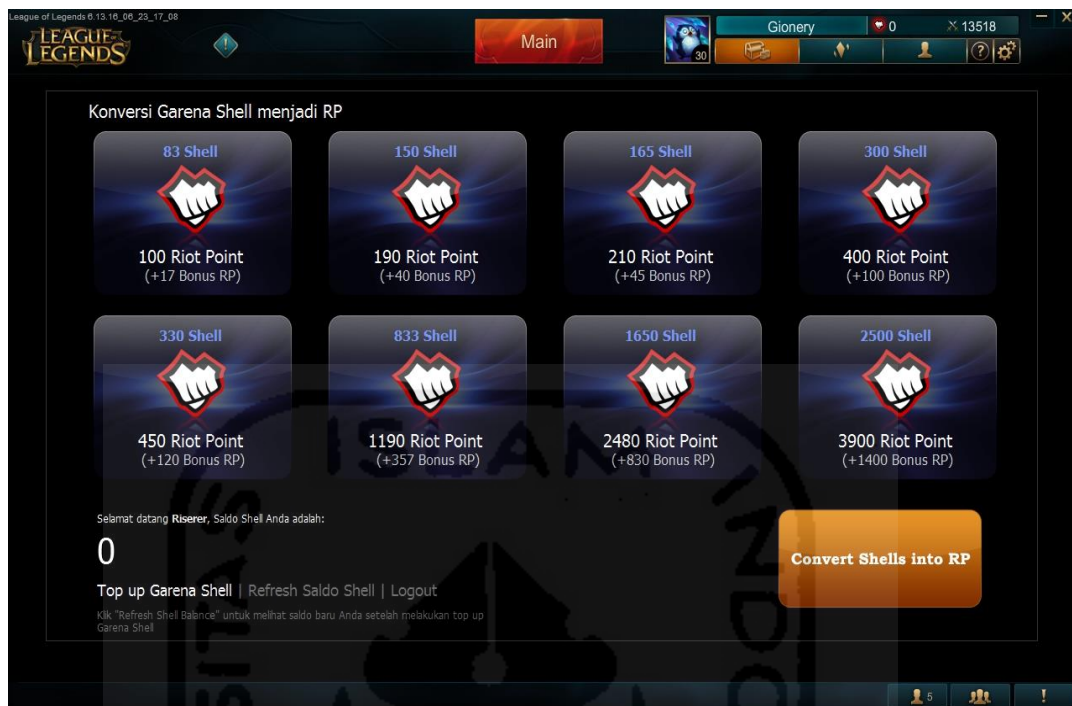 League of Legends 6.13.16_06_23_17_08
LEAGUE
OF
LEGENDS
Main
30
Gionery
0
13518
Konversi Garena Shell menjadi RP
83 Shell
150 Shell
165 Shell
300 Shell
100 Riot Point
190 Riot Point
210 Riot Point
400 Riot Point
(+17 Bonus RP)
(+40 Bonus RP)
(+45 Bonus RP)
(+100 Bonus RP)
330 Shell
833 Shell
1650 Shell
2500 Shell
450 Riot Point
1190 Riot Point
2480 Riot Point
3900 Riot Point
(+120 Bonus RP)
(+357 Bonus RP)
(+830 Bonus RP)
(+1400 Bonus RP)
Selamat datang Riserer, Saldo Shell Anda adalah:
0
Convert Shells into RP
Top up Garena Shell | Refresh Saldo Shell | Logout
Klik "Refresh Shell Balance" untuk melihat saldo baru Anda setelah melakukan top up
Garena Shell
ISLAM
5